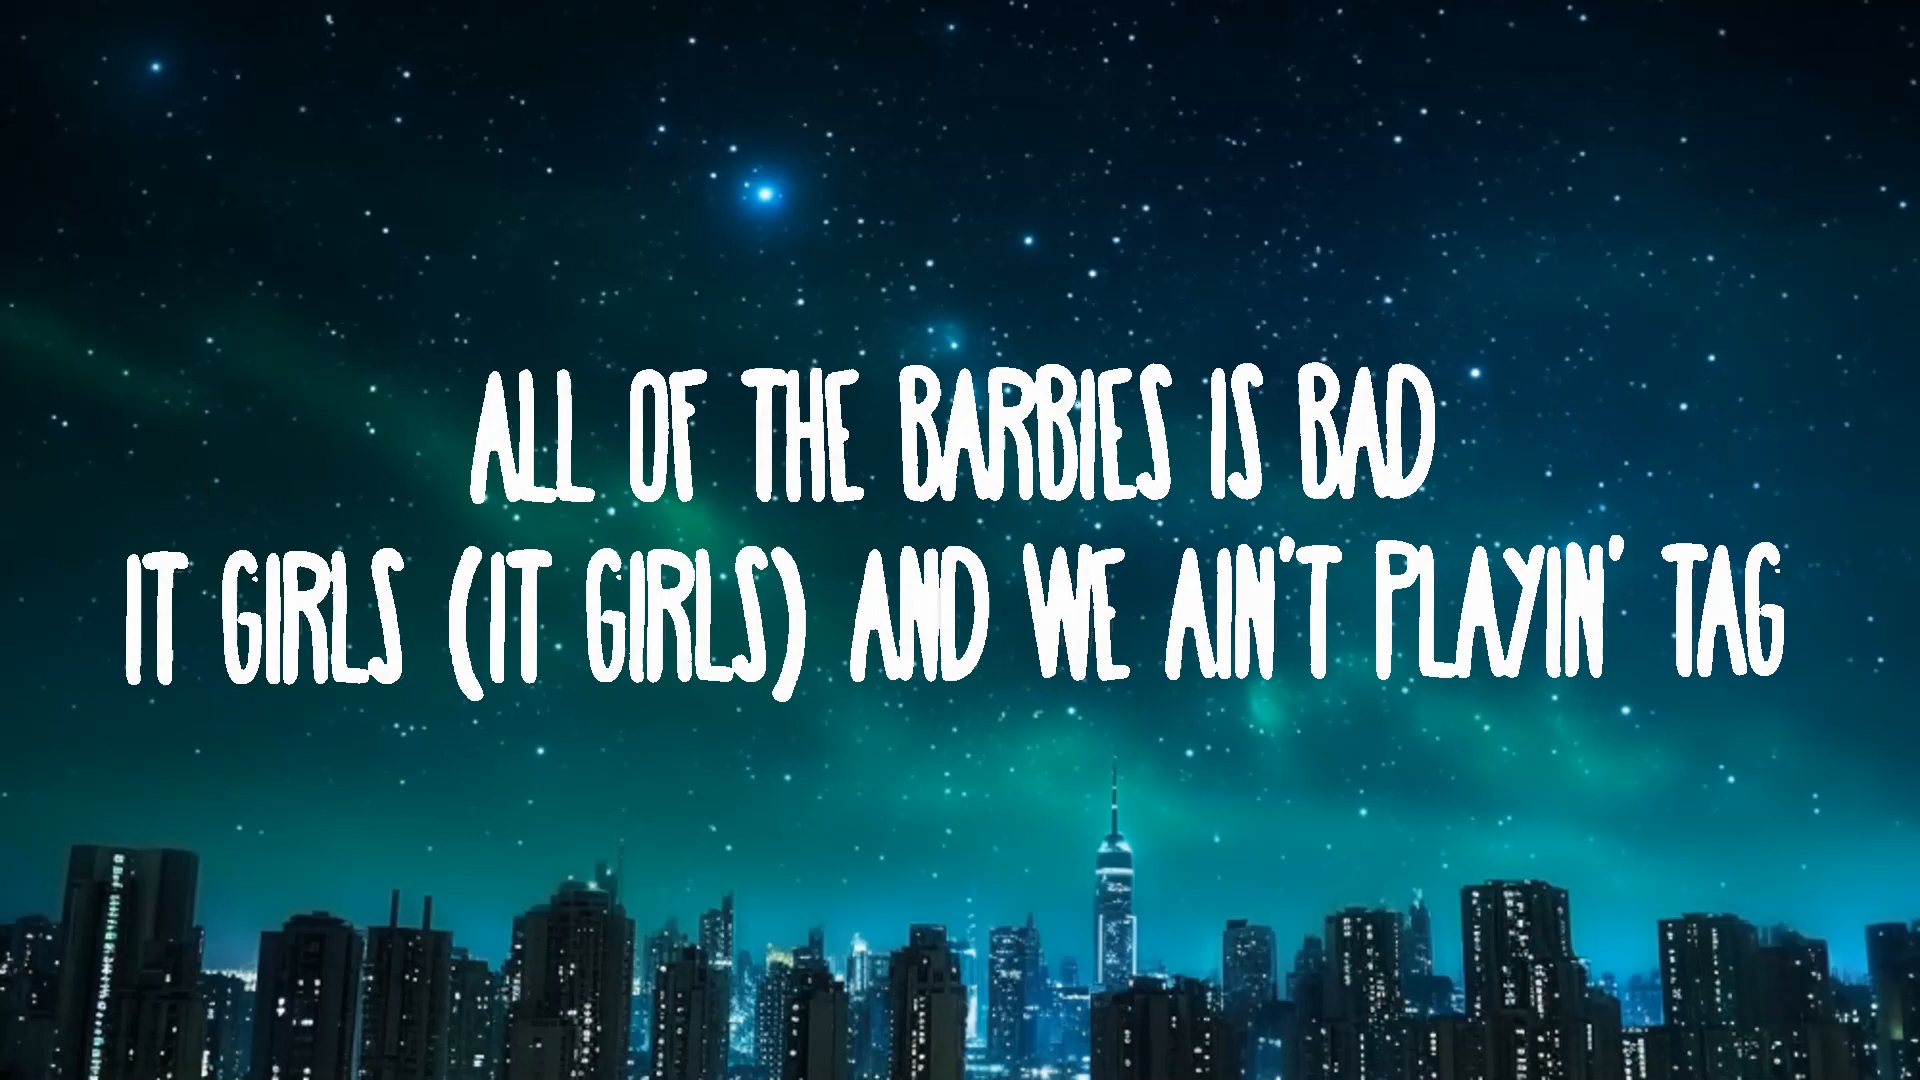 ALL OF THE BARBIES IS BAD
IT GIRLS (IT GIRLS) AND WE AIN'T PLAYIN' TAG